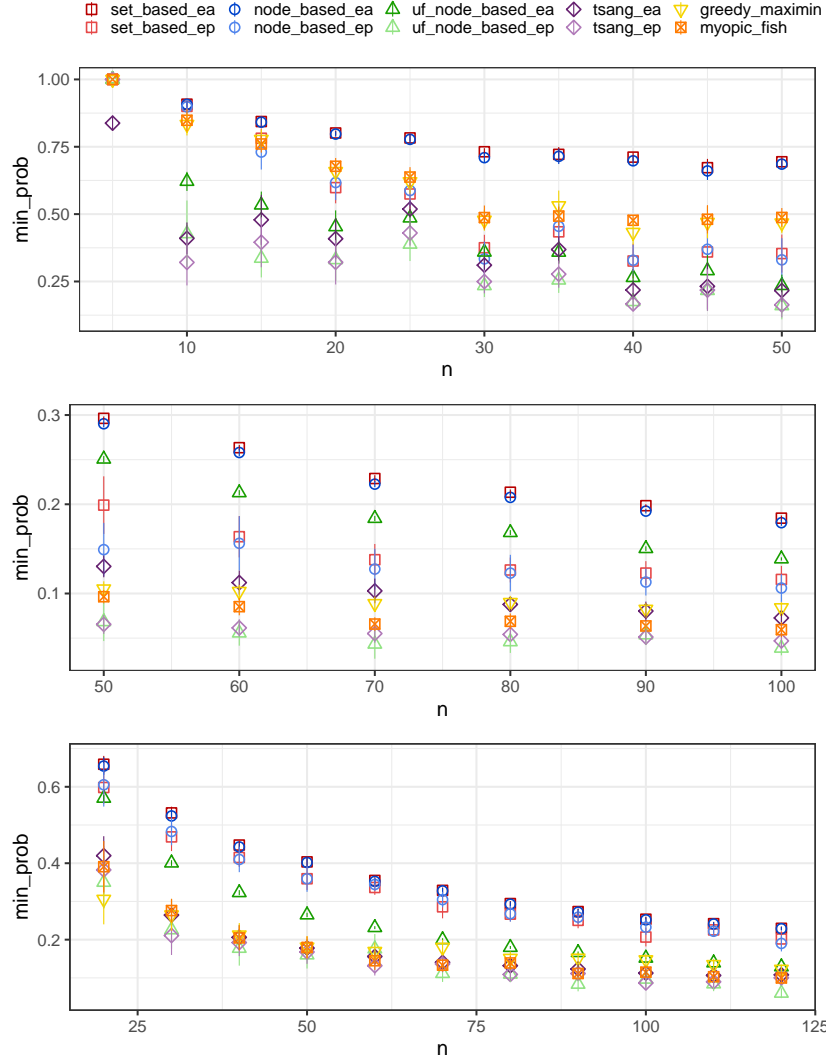 set_based_ea node_based_ea uf_node_based_ea tsang_ea greedy_maximin
set_based_ep node_based_ep uf_node_based_ep tsang_ep myopic_fish
1.00
0.75
0.50
0.25
min_prob
10 20 30 40 50
n
0.3
0.2
0.1
min_prob
50 60 70 80 90 100
n
0.6
0.4
0.2
min_prob
25 50 75 100 125
n